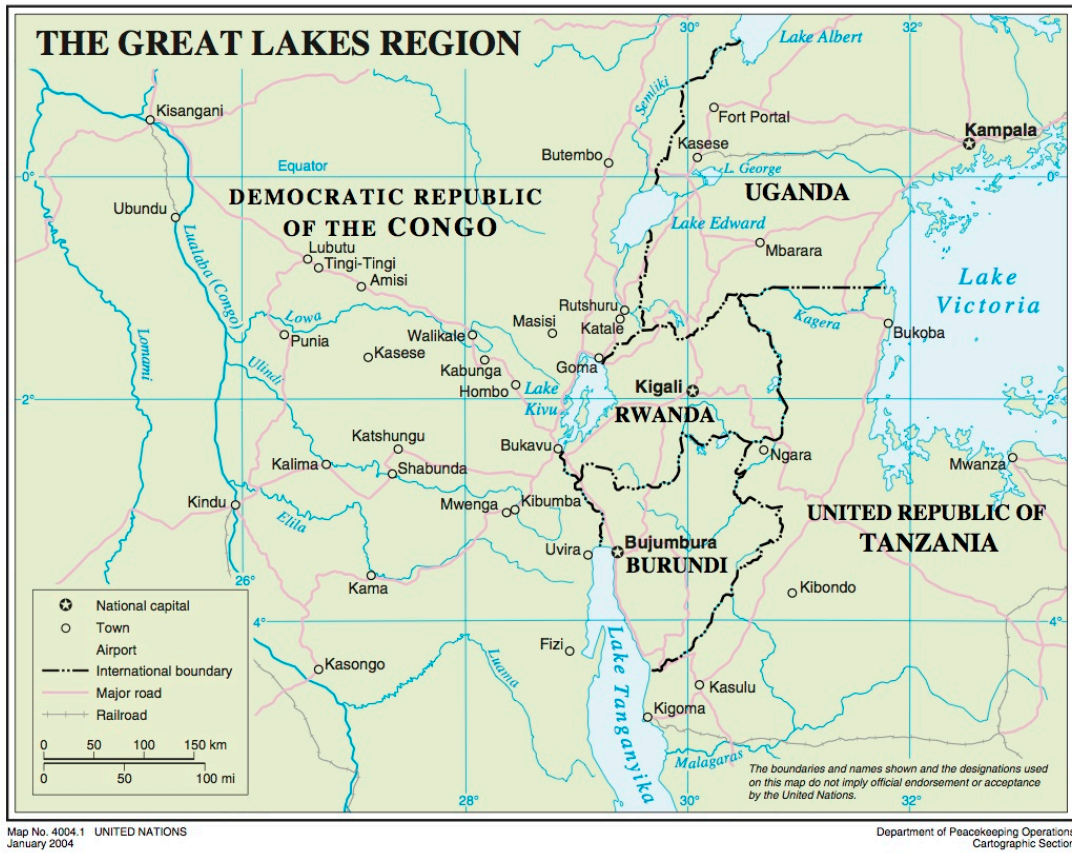 THE GREAT LAKES REGION
Lake Albert
32°
Semliki
Kisangani
Fort Portal
Kampala
Butembo
Kasese
Equator
L. George
0°
0°
DEMOCRATIC REPUBLIC
OF THE CONGO
UGANDA
Ubundu
Lake Edward
Lualaba (Congo)
Mbarara
Lubutu
Tingi-Tingi
Amisi
Lake
Victoria
Rutshuru
Lowa
Masisi
Katale
Kagera
Lomami
Punia
Walikale
Bukoba
Kasese
Kabunga
Goma
Ulindi
Hombo
Lake
Kivu
Kigali
2°
RWANDA
2°
Katshungu
Bukavu
Ngara
Kalima
Shabunda
Mwanza
Kindu
Mwenga
Kibumba
Elila
UNITED REPUBLIC OF
TANZANIA
Uvira
Bujumbura
BURUNDI
26°
Kama
Kibondo
National capital
Town
Airport
International boundary
Major road
Railroad
0 50 100 150 km
0 50 100 mi
4°
4°
Fizi
Lake Tanganyika
Luama
Kasongo
Kasulu
Kigoma
Malagaras
The boundaries and names shown and the designations used
on this map do not imply official endorsement or acceptance
by the United Nations.
28°
30°
32°
30°
Map No. 4004.1 UNITED NATIONS
January 2004
Department of Peacekeeping Operations
Cartographic Section